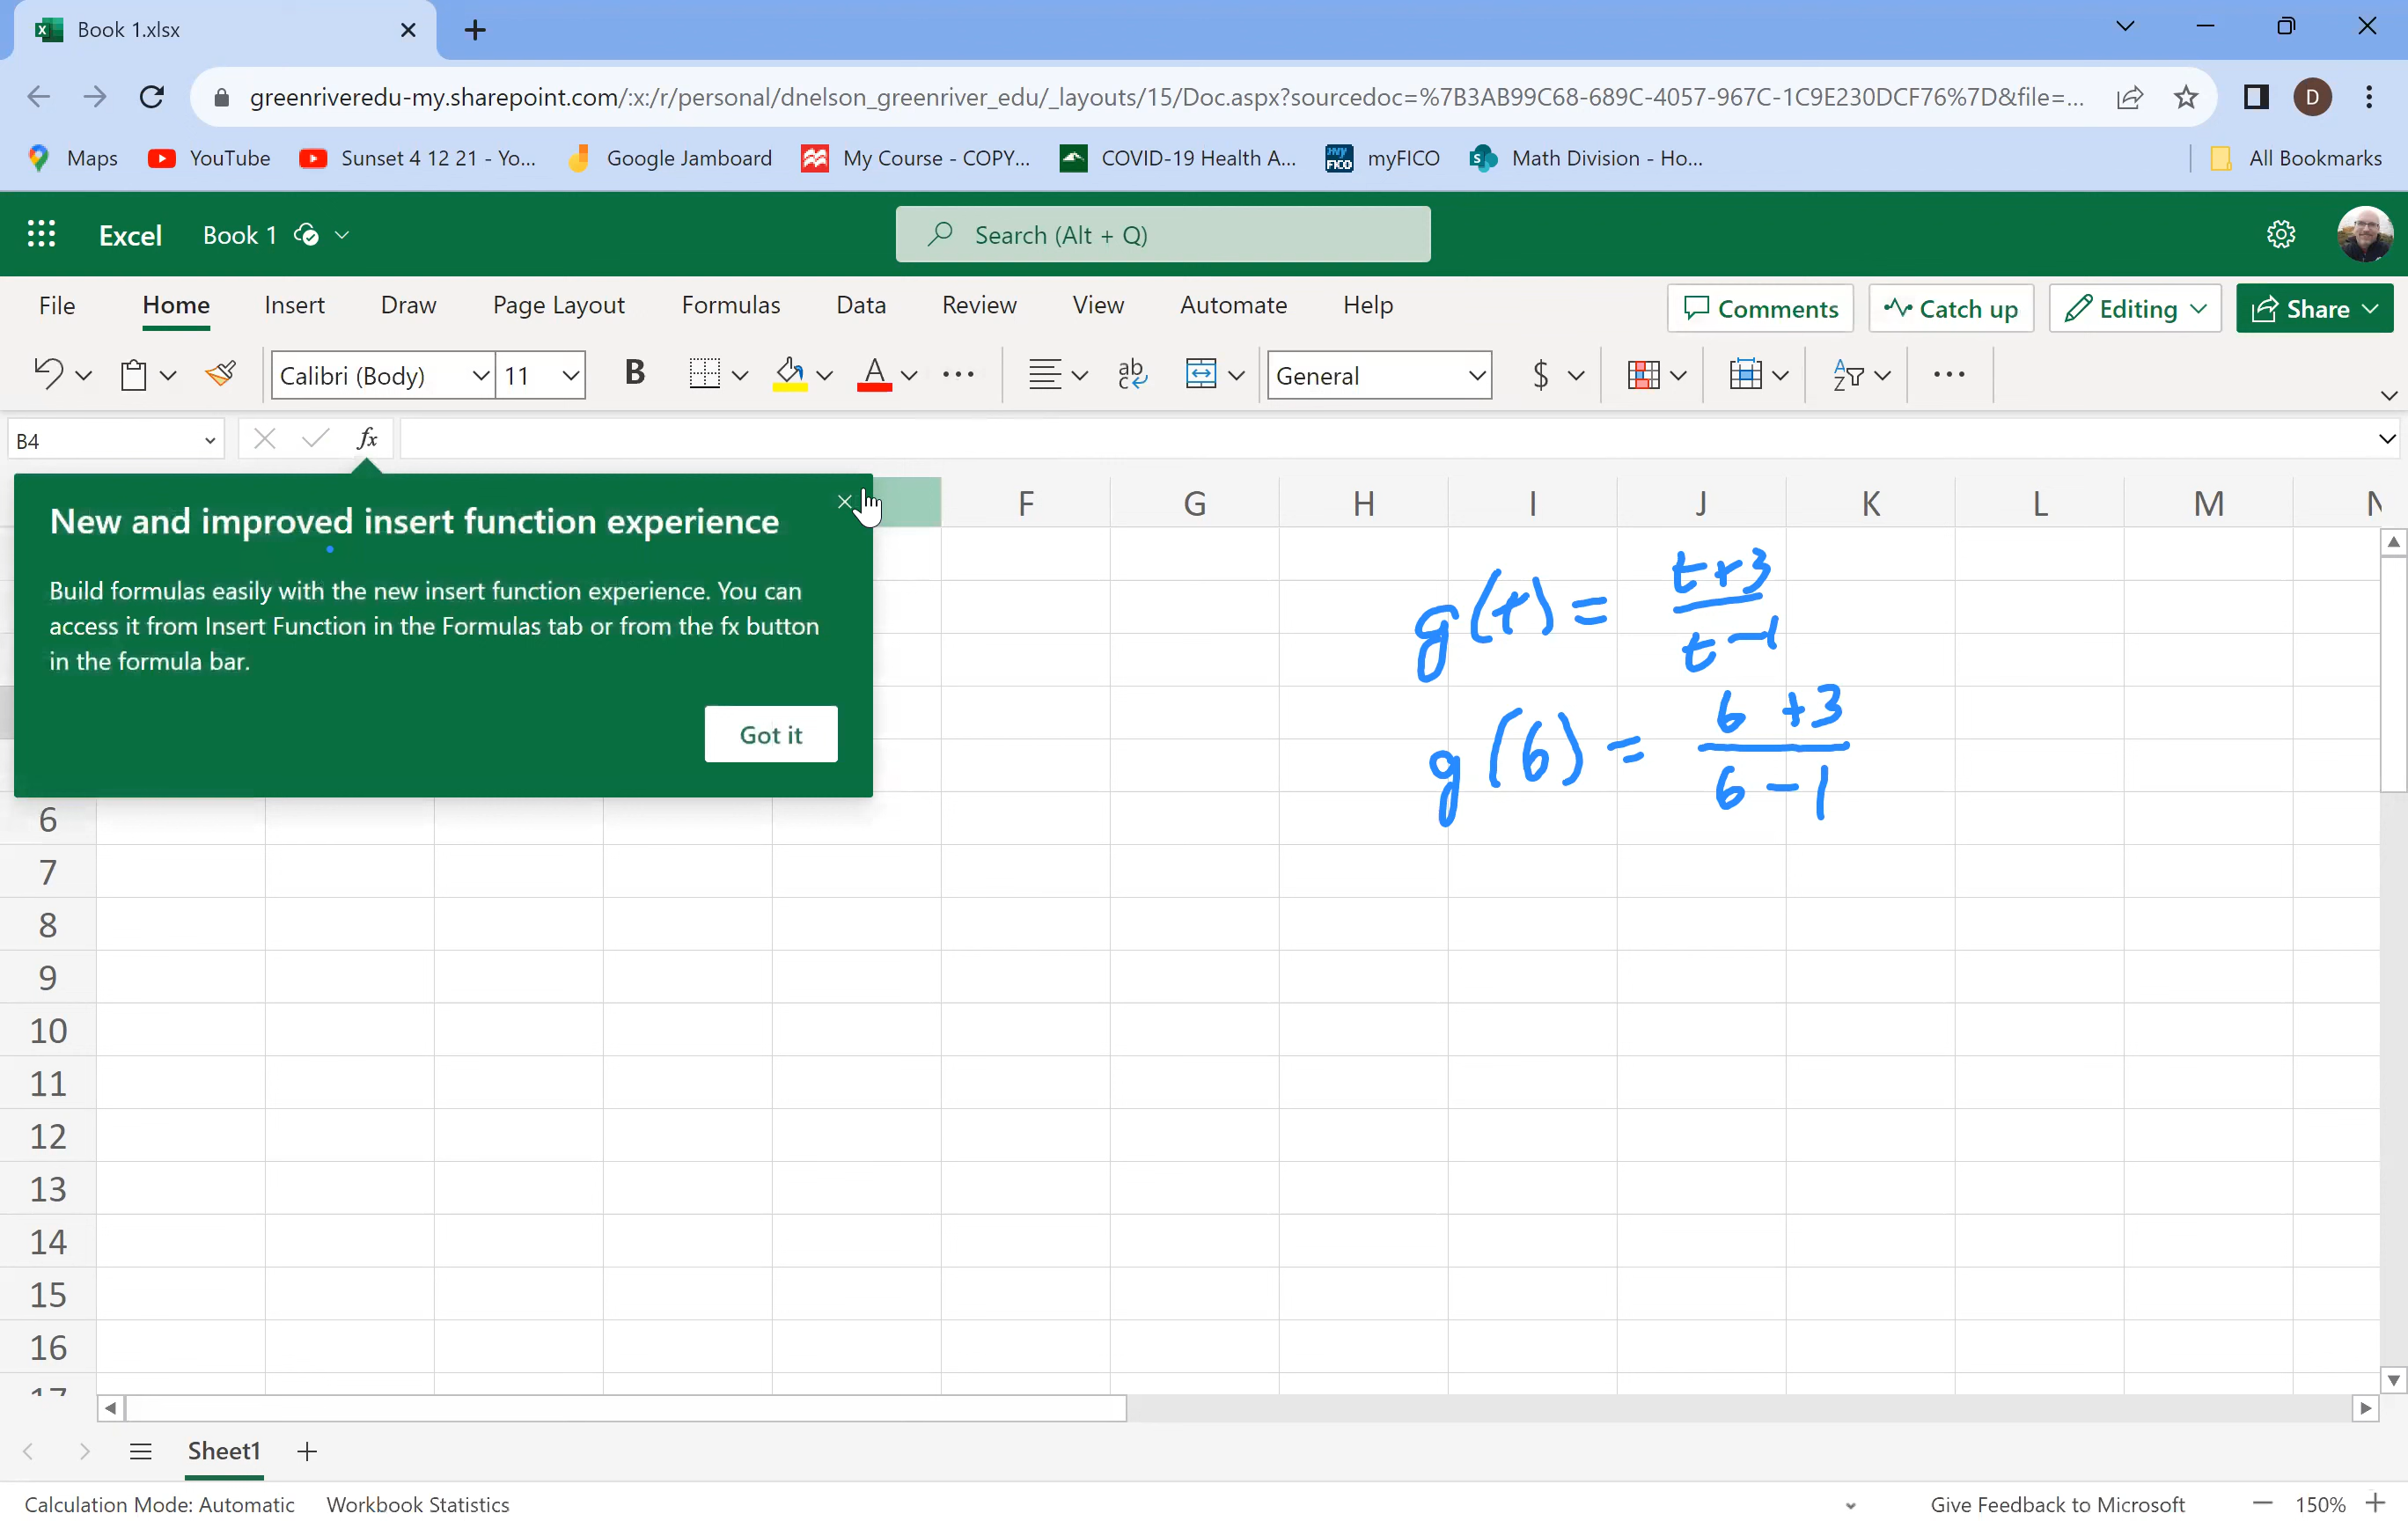 Book 1.xlsx
greenriveredu-my.sharepoint.com/:x:/r/personal/dnelson_greenriver_edu/_layouts/15/Doc.aspx?sourcedoc=%7B3AB99C68-689C-4057-967C-1C9E230DCF76%7D&file=... D
Maps YouTube Sunset 4 12 21 - Yo... Google Jamboard My Course - COPY... COVID-19 Health A... myFICO Math Division - Ho... All Bookmarks
Excel Book 1 Search (Alt + Q)
File Home Insert Draw Page Layout Formulas Data Review View Automate Help Comments Catch up Editing Share
Calibri (Body) 11 B A ab c General $ A Z
B4 fx
F G H I J K L M N
New and improved insert function experience
Build formulas easily with the new insert function experience. You can
access it from Insert Function in the Formulas tab or from the fx button
in the formula bar.
Got it
g(t) = t+3 / t-1
g(6) = 6+3 / 6-1
6
7
8
9
10
11
12
13
14
15
16
17
Sheet1
Calculation Mode: Automatic Workbook Statistics Give Feedback to Microsoft 150%